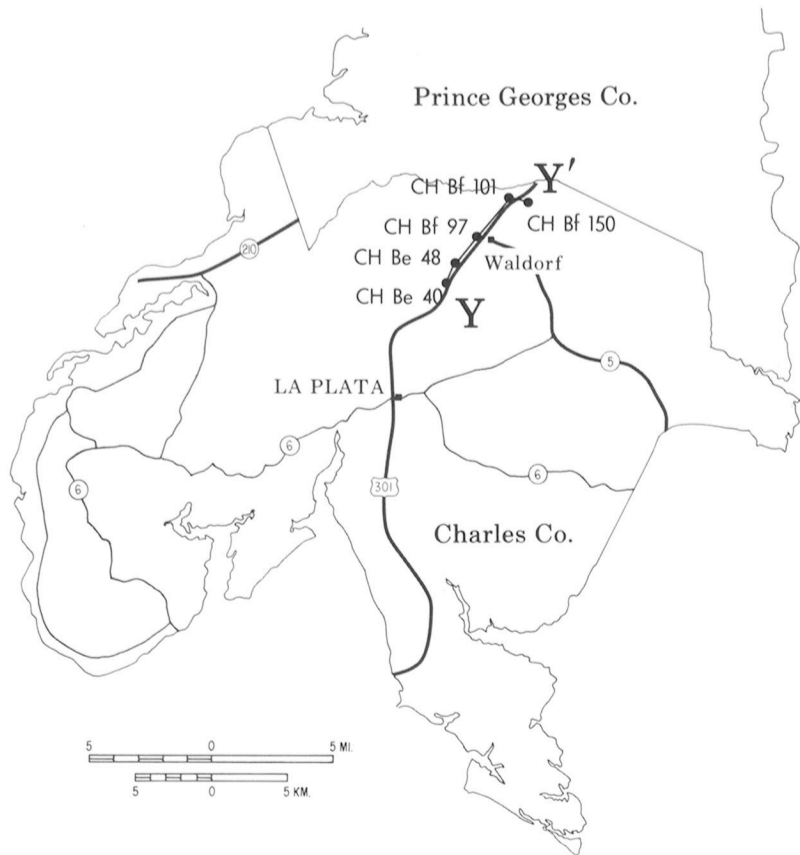 Prince Georges Co.
Y'
CH Bf 101
CH Bf 97
CH Bf 150
210
CH Be 48
Waldorf
CH Be 40
Y
5
LA PLATA
6
6
6
301
Charles Co.
5 0 5 MI.
5 0 5 KM.